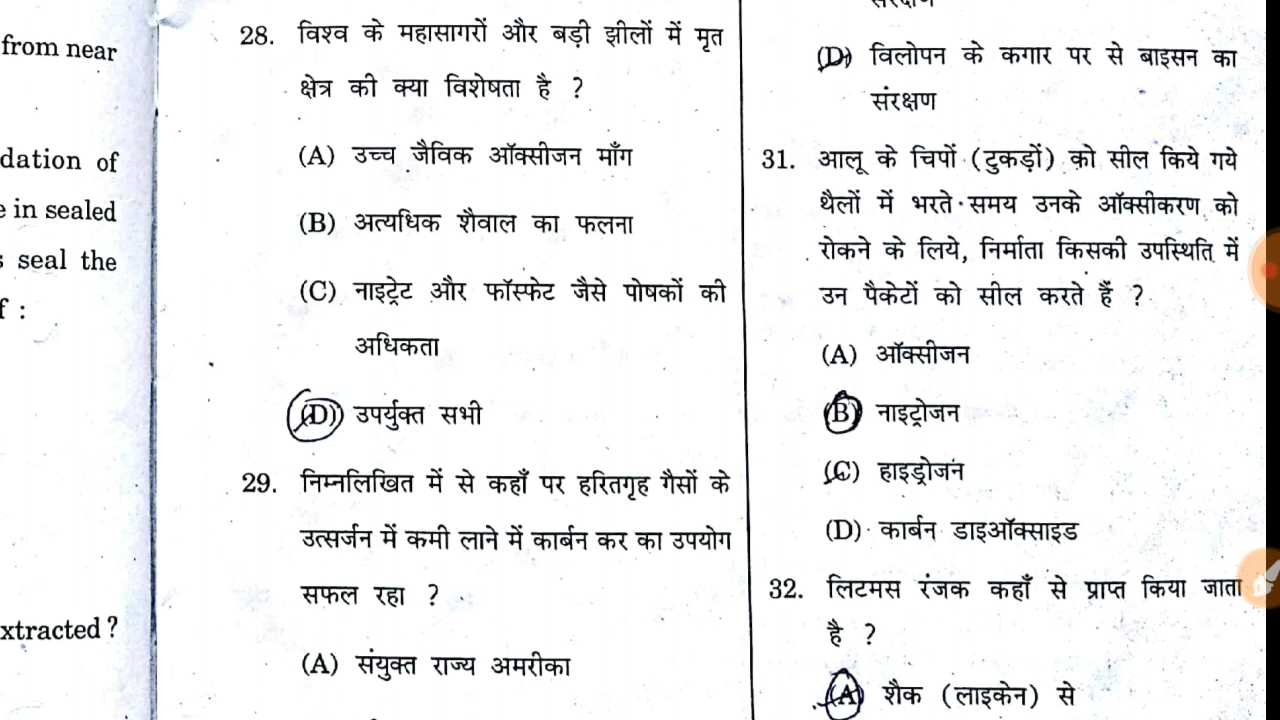 from near
dation of
e in sealed
s seal the
f :
xtracted ?
28. विश्व के महासागरों और बड़ी झीलों में मृत
क्षेत्र की क्या विशेषता है ?
(A) उच्च जैविक ऑक्सीजन माँग
(B) अत्यधिक शैवाल का फलना
(C) नाइट्रेट और फॉस्फेट जैसे पोषकों की
अधिकता
(D) उपर्युक्त सभी
29. निम्नलिखित में से कहाँ पर हरितगृह गैसों के
उत्सर्जन में कमी लाने में कार्बन कर का उपयोग
सफल रहा ?
(A) संयुक्त राज्य अमरीका
संरक्षण
(D) विलोपन के कगार पर से बाइसन का
संरक्षण
31. आलू के चिपों (टुकड़ों) को सील किये गये
थैलों में भरते समय उनके ऑक्सीकरण को
रोकने के लिये, निर्माता किसकी उपस्थिति में
उन पैकेटों को सील करते हैं ?
(A) ऑक्सीजन
(B) नाइट्रोजन
(C) हाइड्रोजन
(D) कार्बन डाइऑक्साइड
32. लिटमस रंजक कहाँ से प्राप्त किया जाता
है ?
(A) शैक (लाइकेन) से